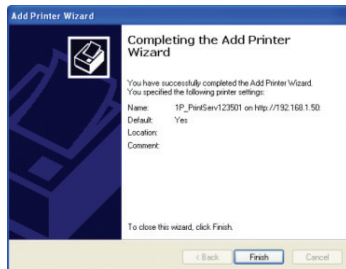 Add Printer Wizard
Completing the Add Printer
Wizard
You have successfully completed the Add Printer Wizard.
You specified the following printer settings:
Name: 1P_PrintServ123501 on http://192.168.1.50:
Default: Yes
Location:
Comment:
To close this wizard, click Finish.
< Back Finish Cancel